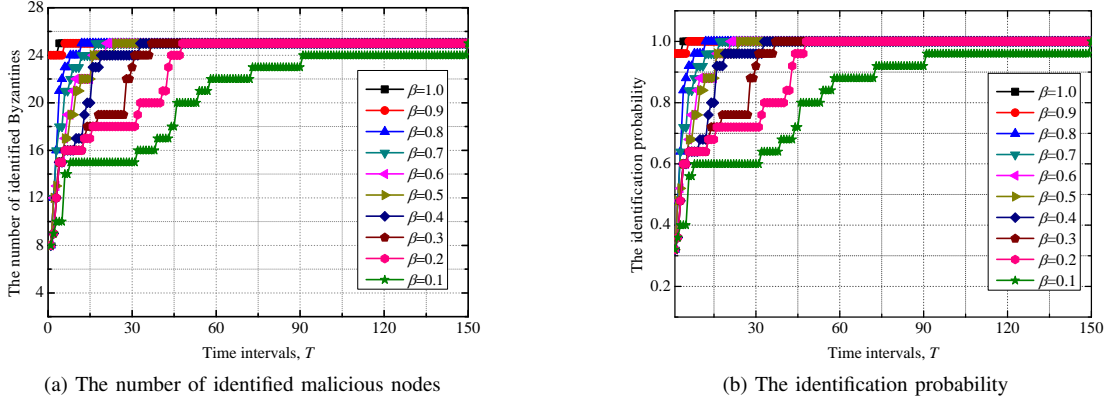 The number of identified Byzantines
28
24
20
16
12
8
4
0
30
60
90
120
150
Time intervals, T
β=1.0
β=0.9
β=0.8
β=0.7
β=0.6
β=0.5
β=0.4
β=0.3
β=0.2
β=0.1
(a) The number of identified malicious nodes
The identification probability
1.0
0.8
0.6
0.4
0.2
30
60
90
120
150
Time intervals, T
β=1.0
β=0.9
β=0.8
β=0.7
β=0.6
β=0.5
β=0.4
β=0.3
β=0.2
β=0.1
(b) The identification probability